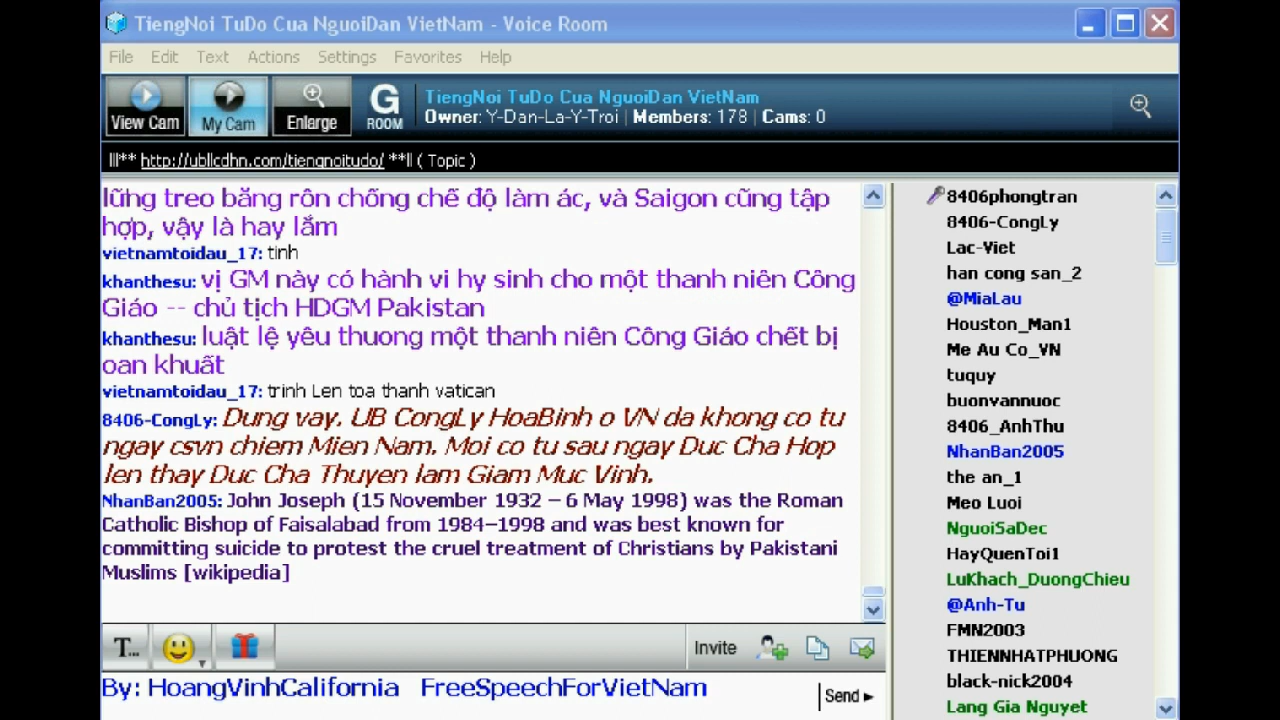 TiengNoi TuDo Cua NguoiDan VietNam - Voice Room
File Edit Text Actions Settings Favorites Help
View Cam
My Cam
Enlarge
G ROOM
TiengNoi TuDo Cua NguoiDan VietNam
Owner: Y-Dan-La-Y-Troi | Members: 178 | Cams: 0
lll** http://ubllcdhn.com/tiengnoitudo/ **ll ( Topic )
lững treo băng rôn chống chế độ làm ác, và Saigon cũng tập
hợp, vậy là hay lắm
vietnamtoidau_17: tinh
khanthesu: vị GM này có hành vi hy sinh cho một thanh niên Công
Giáo -- chủ tịch HDGM Pakistan
khanthesu: luật lệ yêu thuong một thanh niên Công Giáo chết bị
oan khuất
vietnamtoidau_17: trinh Len toa thanh vatican
8406-CongLy: Dung vay. UB CongLy HoaBinh o VN da khong co tu
ngay csvn chiem Mien Nam. Moi co tu sau ngay Duc Cha Hop
len thay Duc Cha Thuyen lam Giam Muc Vinh.
NhanBan2005: John Joseph (15 November 1932 – 6 May 1998) was the Roman
Catholic Bishop of Faisalabad from 1984–1998 and was best known for
committing suicide to protest the cruel treatment of Christians by Pakistani
Muslims [wikipedia]
T...
Invite
By: HoangVinhCalifornia FreeSpeechForVietNam
Send
8406phongtran
8406-CongLy
Lac-Viet
han cong san_2
@MiaLau
Houston_Man1
Me Au Co_VN
tuquy
buonvannuoc
8406_AnhThu
NhanBan2005
the an_1
Meo Luoi
NguoiSaDec
HayQuenToi1
LuKhach_DuongChieu
@Anh-Tu
FMN2003
THIENNHATPHUONG
black-nick2004
Lang Gia Nguyet